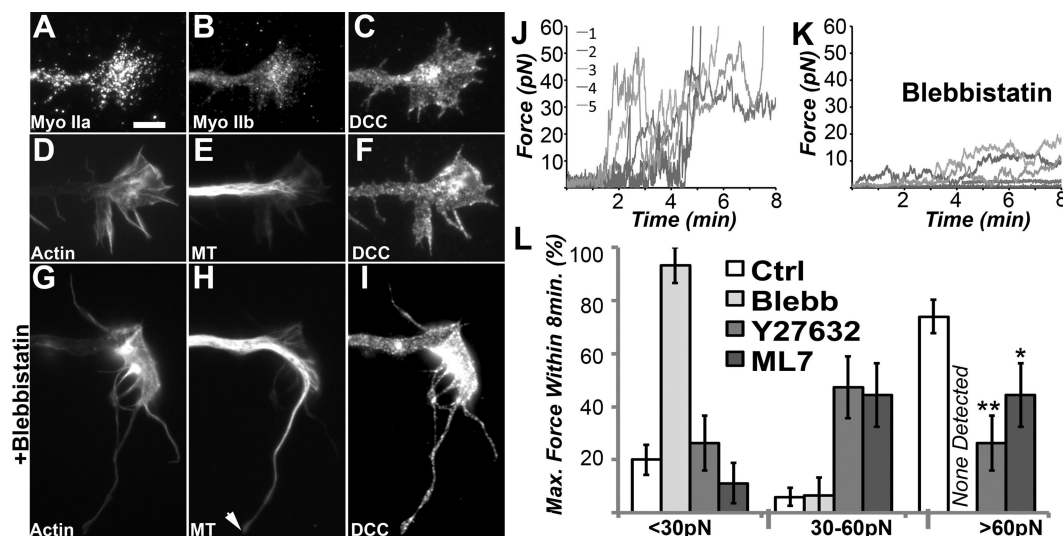 A
Myo IIa
B
Myo IIb
C
DCC
D
Actin
E
MT
F
DCC
+Blebbistatin
G
Actin
H
MT
I
DCC
J
Force (pN)
60
50
40
30
20
10
1
2
3
4
5
2 4 6 8
Time (min)
K
Force (pN)
60
50
40
30
20
10
Blebbistatin
2 4 6 8
Time (min)
L
Max. Force Within 8min. (%)
100
80
60
40
20
Ctrl
Blebb
Y27632
ML7
None Detected
**
*
<30pN 30-60pN >60pN